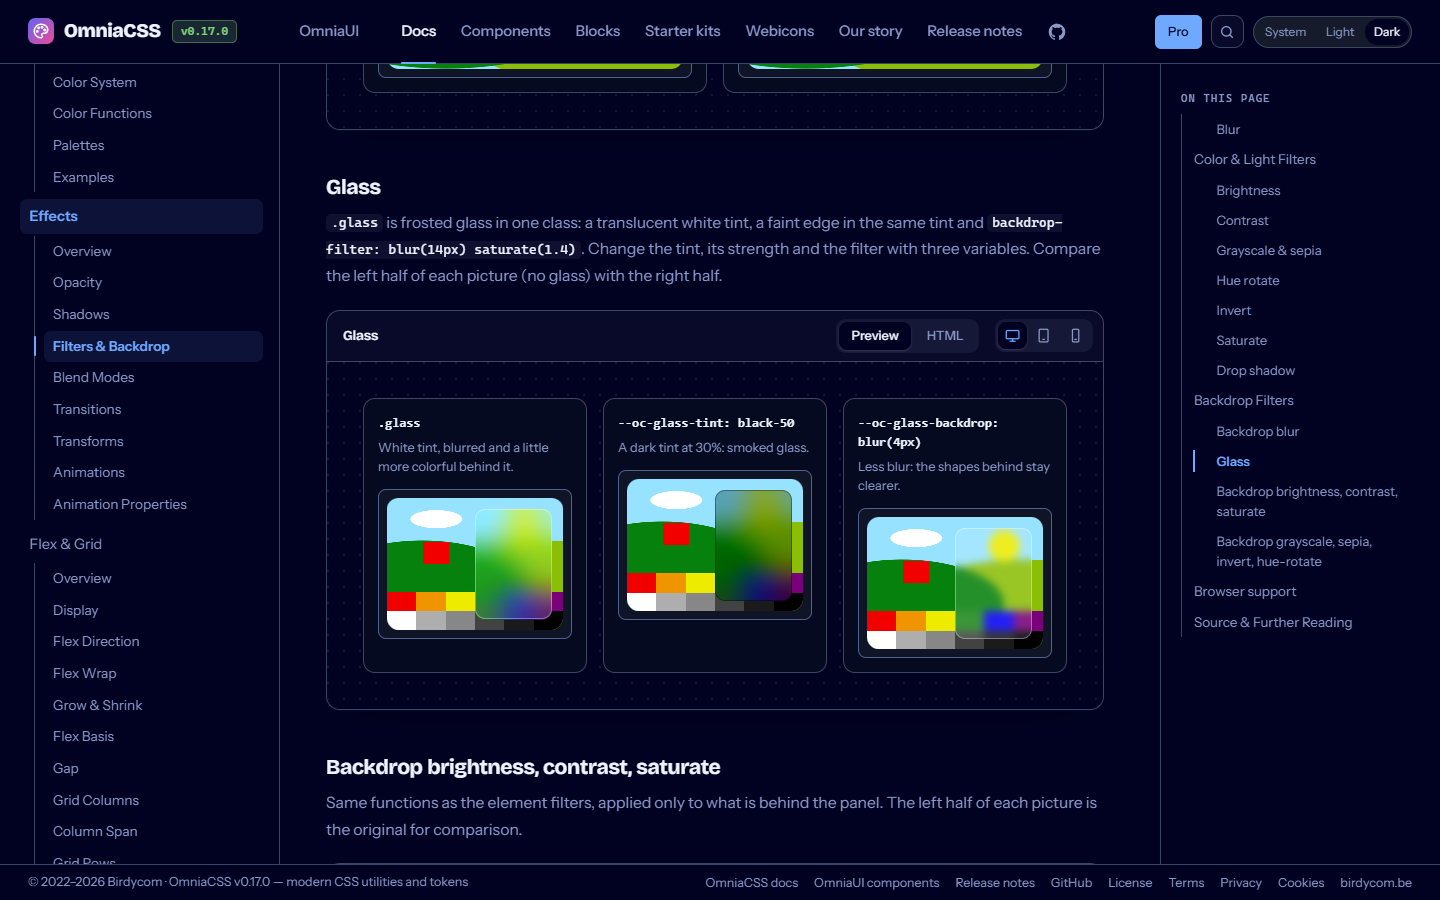 OmniaCSS
v0.17.0
OmniaUI
Docs
Components
Blocks
Starter kits
Webicons
Our story
Release notes
Pro
System
Light
Dark
Color System
Color Functions
Palettes
Examples
Effects
Overview
Opacity
Shadows
Filters & Backdrop
Blend Modes
Transitions
Transforms
Animations
Animation Properties
Flex & Grid
Overview
Display
Flex Direction
Flex Wrap
Grow & Shrink
Flex Basis
Gap
Grid Columns
Column Span
Grid Rows
Glass
.glass is frosted glass in one class: a translucent white tint, a faint edge in the same tint and backdrop-
filter: blur(14px) saturate(1.4). Change the tint, its strength and the filter with three variables. Compare
the left half of each picture (no glass) with the right half.
Glass
Preview
HTML
.glass
White tint, blurred and a little
more colorful behind it.
--oc-glass-tint: black-50
A dark tint at 30%: smoked glass.
--oc-glass-backdrop:
blur(4px)
Less blur: the shapes behind stay
clearer.
Backdrop brightness, contrast, saturate
Same functions as the element filters, applied only to what is behind the panel. The left half of each picture is
the original for comparison.
ON THIS PAGE
Blur
Color & Light Filters
Brightness
Contrast
Grayscale & sepia
Hue rotate
Invert
Saturate
Drop shadow
Backdrop Filters
Backdrop blur
Glass
Backdrop brightness, contrast,
saturate
Backdrop grayscale, sepia,
invert, hue-rotate
Browser support
Source & Further Reading
© 2022–2026 Birdycom · OmniaCSS v0.17.0 — modern CSS utilities and tokens
OmniaCSS docs
OmniaUI components
Release notes
GitHub
License
Terms
Privacy
Cookies
birdycom.be